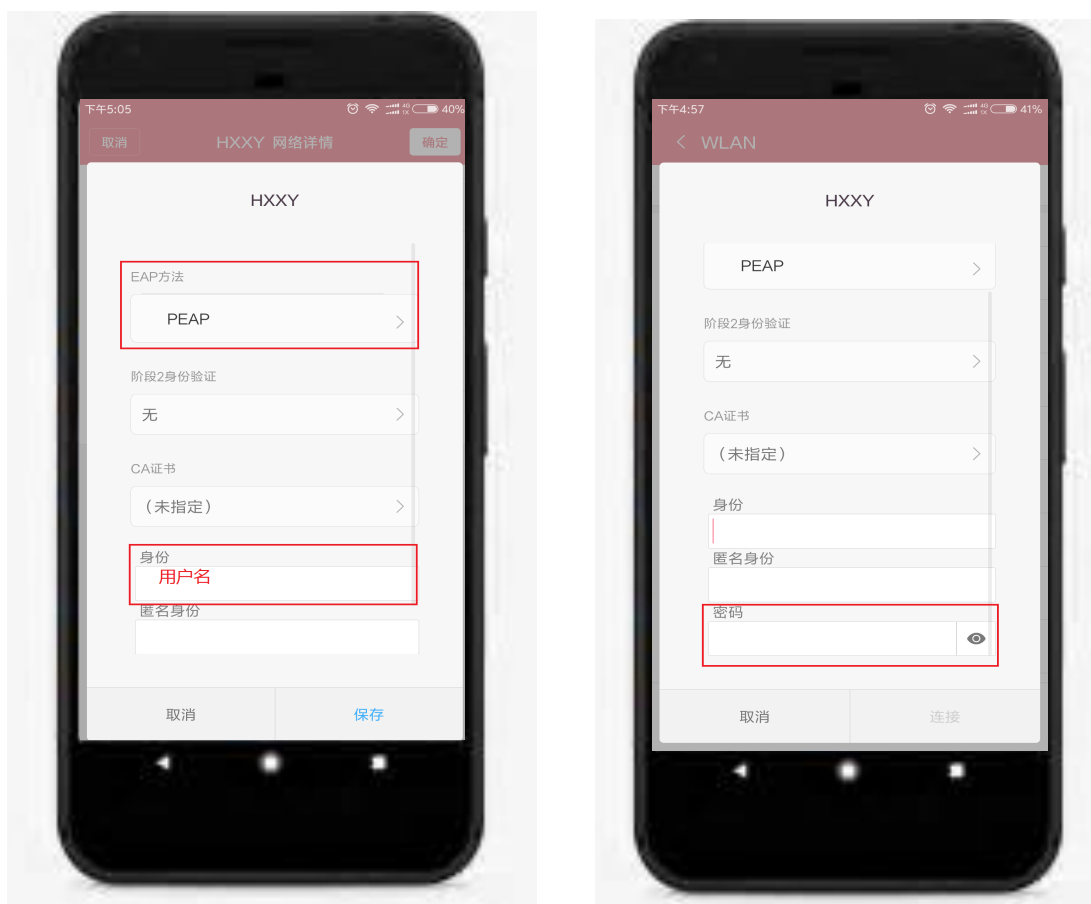 下午5:05
40%
取消
HXXY 网络详情
确定
HXXY
EAP方法
PEAP
阶段2身份验证
无
CA证书
（未指定）
身份
用户名
匿名身份
取消
保存
下午4:57
41%
WLAN
HXXY
PEAP
阶段2身份验证
无
CA证书
（未指定）
身份
匿名身份
密码
取消
连接